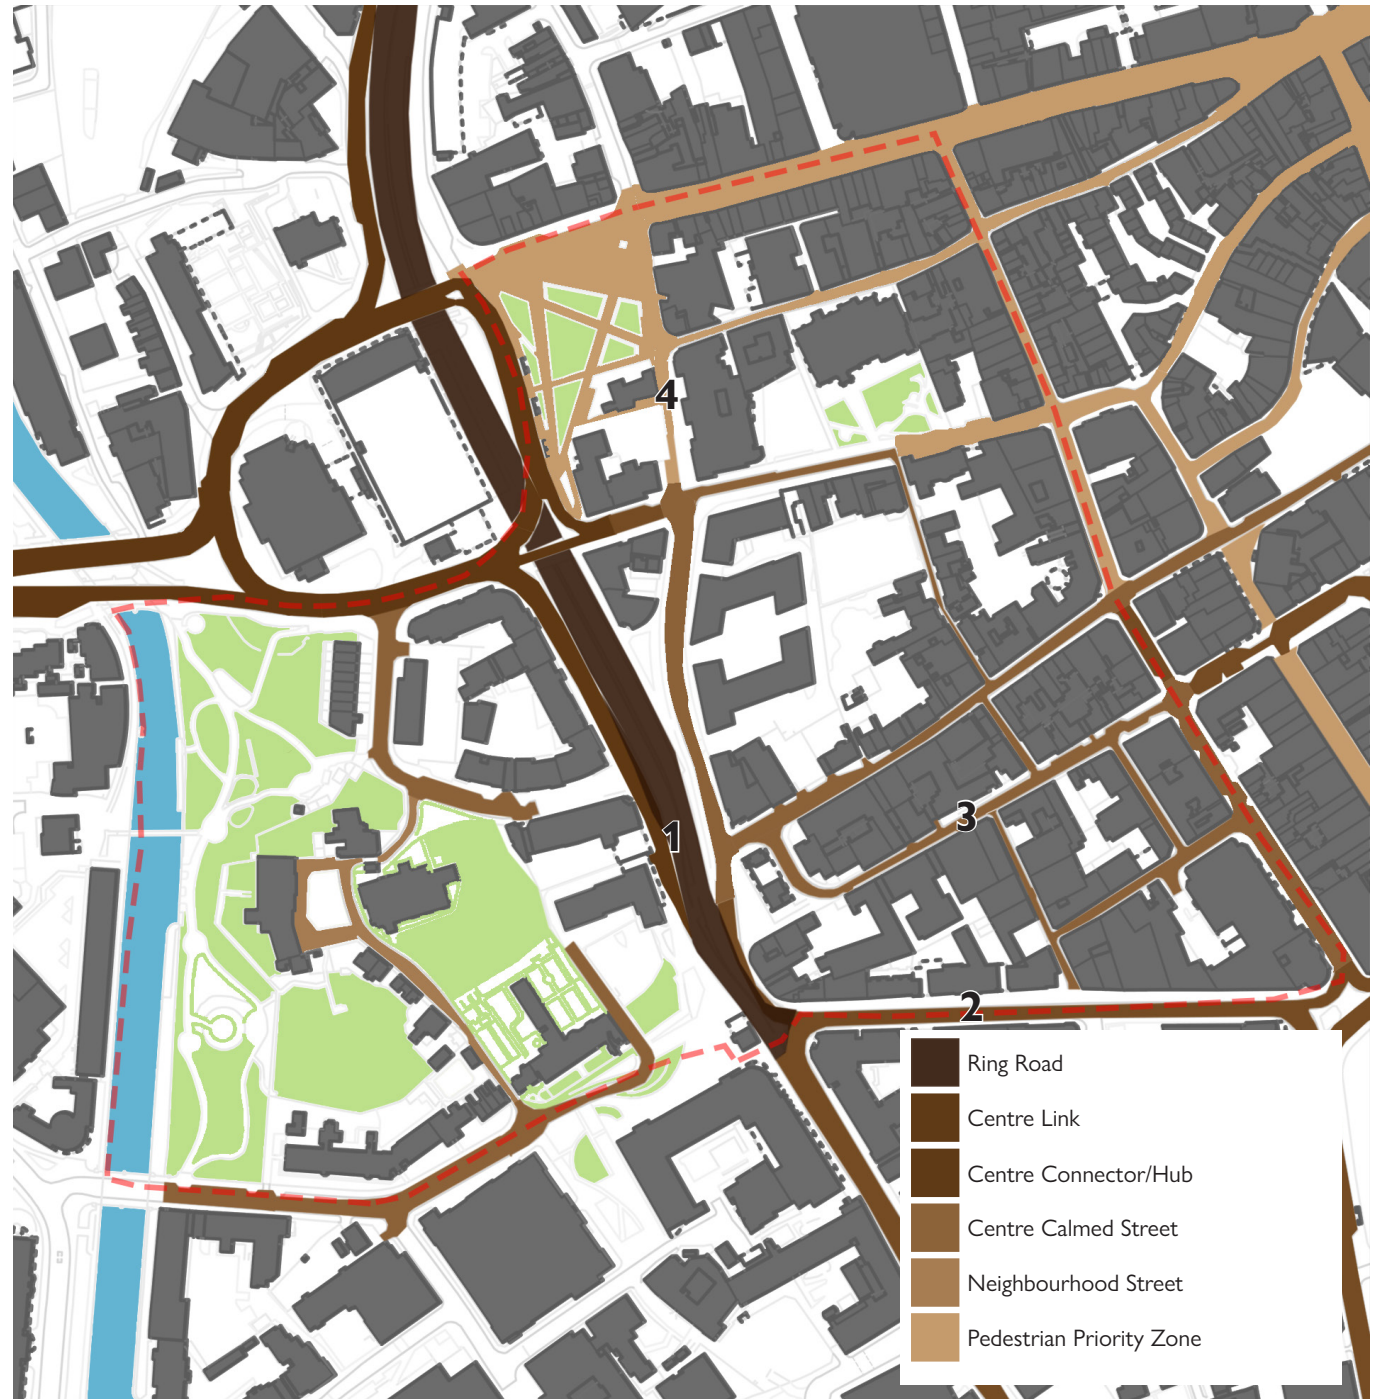 4
1
3
2
Ring Road
Centre Link
Centre Connector/Hub
Centre Calmed Street
Neighbourhood Street
Pedestrian Priority Zone